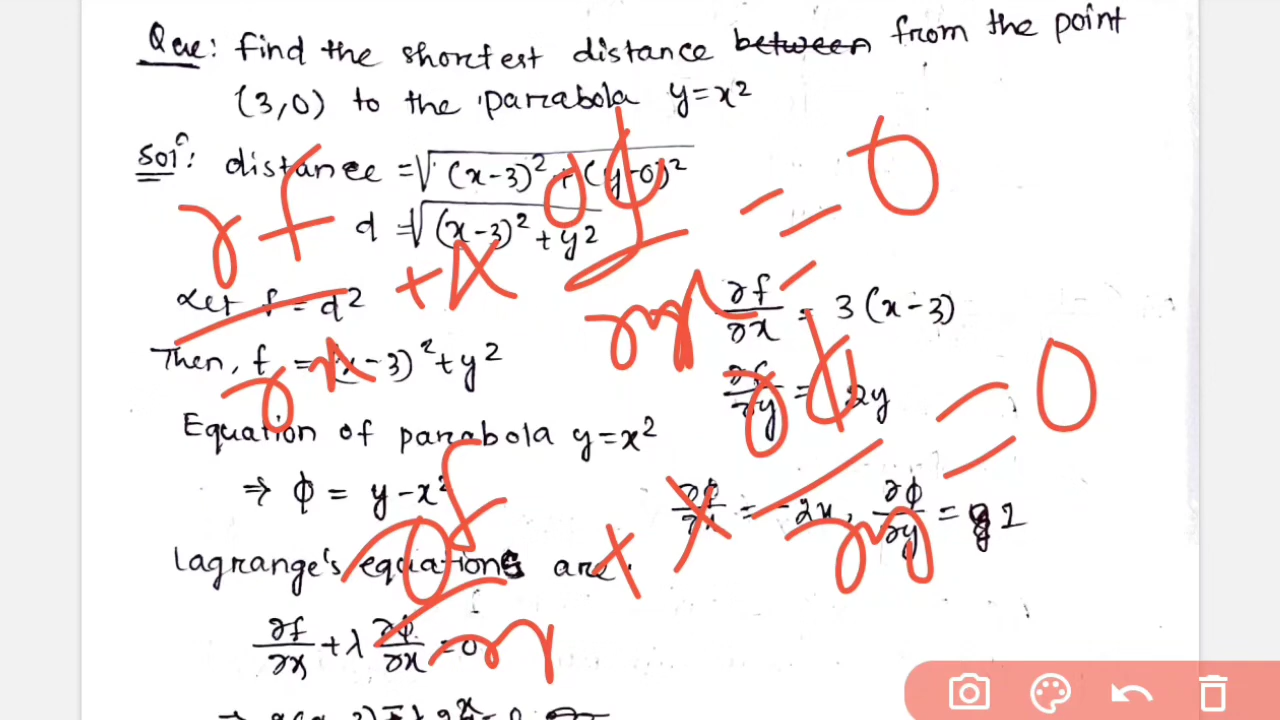 Que: Find the shortest distance between from the point
(3,0) to the parabola y=x²
Solⁿ: distance = √(x-3)² + (y-0)²
d = √(x-3)² + y²
Let f = d²
Then, f = (x-3)² + y²
∂f/∂x = 3(x-3)
∂f/∂y = 2y
Equation of parabola y=x²
⇒ ϕ = y-x²
∂ϕ/∂x = -2x, ∂ϕ/∂y = 1
Lagrange's equations are
∂f/∂x + λ ∂ϕ/∂x = 0
∂f/∂x + λ ∂ϕ/∂x = 0
∂f/∂y + λ ∂ϕ/∂y = 0